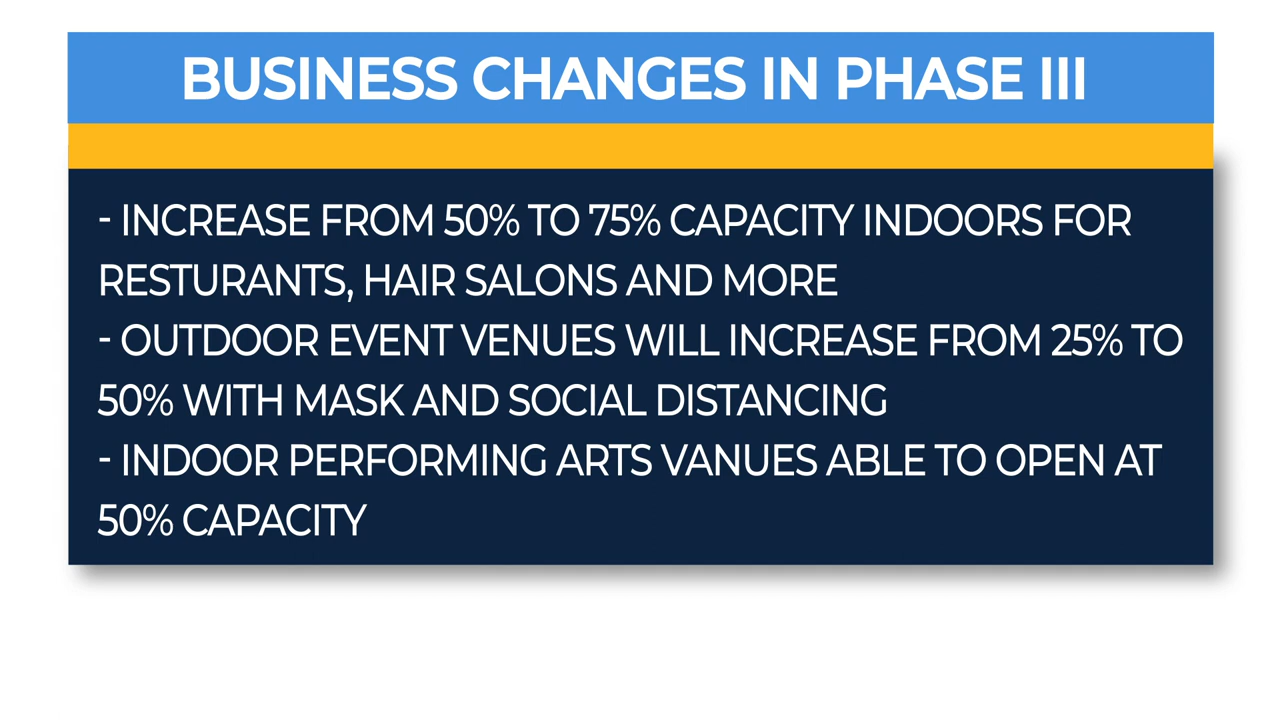 BUSINESS CHANGES IN PHASE III
- INCREASE FROM 50% TO 75% CAPACITY INDOORS FOR
RESTURANTS, HAIR SALONS AND MORE
- OUTDOOR EVENT VENUES WILL INCREASE FROM 25% TO
50% WITH MASK AND SOCIAL DISTANCING
- INDOOR PERFORMING ARTS VANUES ABLE TO OPEN AT
50% CAPACITY